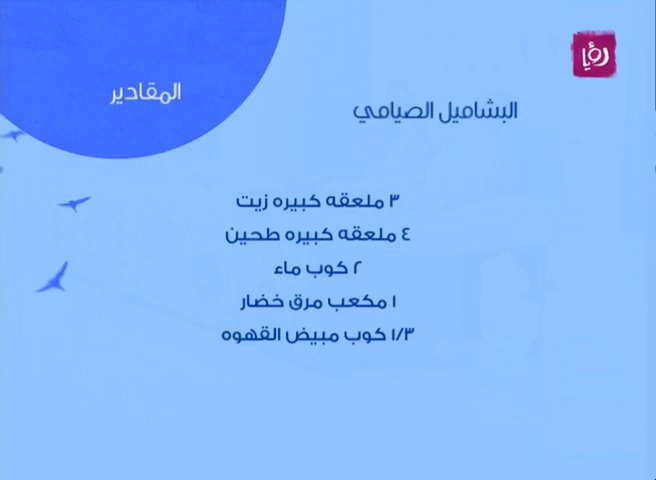 رؤيا
المقادير
البشاميل الصيامي
٣ ملعقه كبيره زيت
٤ ملعقه كبيره طحين
٢ كوب ماء
١ مكعب مرق خضار
١/٣ كوب مبيض القهوه